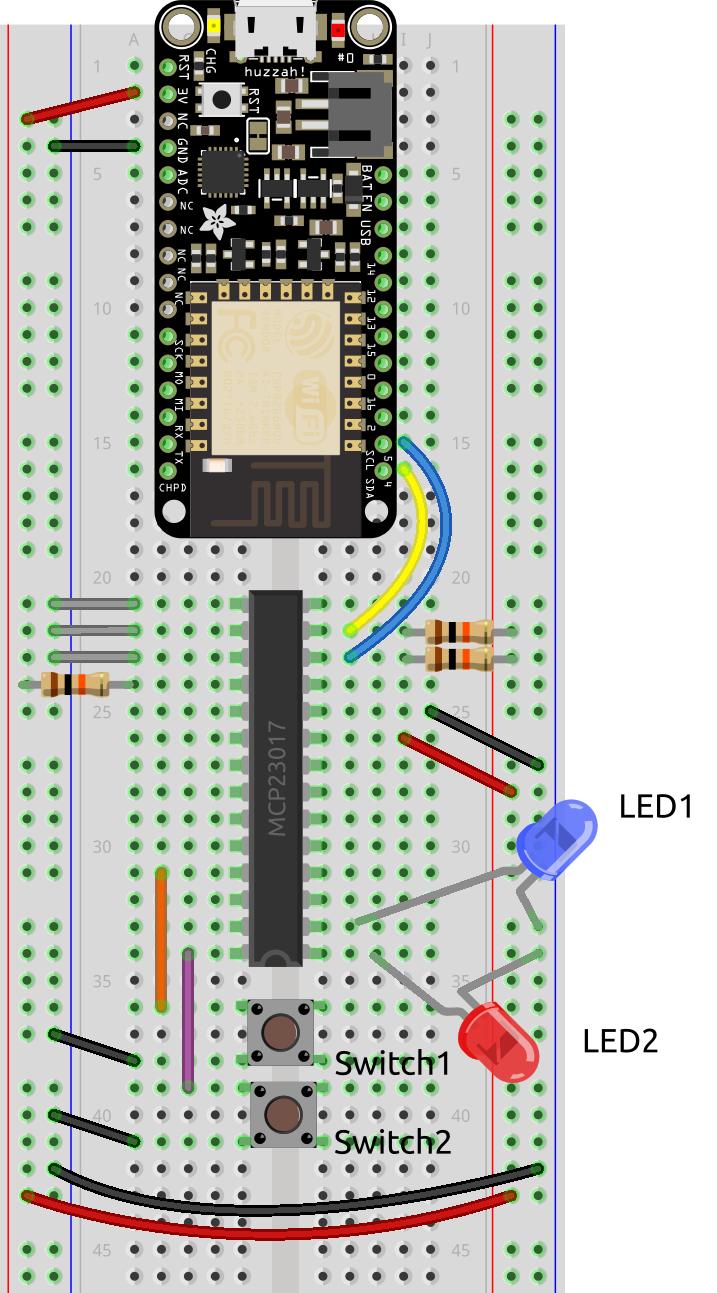 A
I
J
1
1
5
5
10
10
15
15
20
20
25
25
30
30
35
35
40
40
45
45
CHG
huzzah!
#0
RST
RST
3V
NC
GND
ADC
NC
NC
NC
NC
NC
SCK
MO
MI
RX
TX
CHPD
BAT
EN
USB
14
12
13
15
0
16
2
5
4
SCL
SDA
FC
WiFi
MCP23017
LED1
LED2
Switch1
Switch2